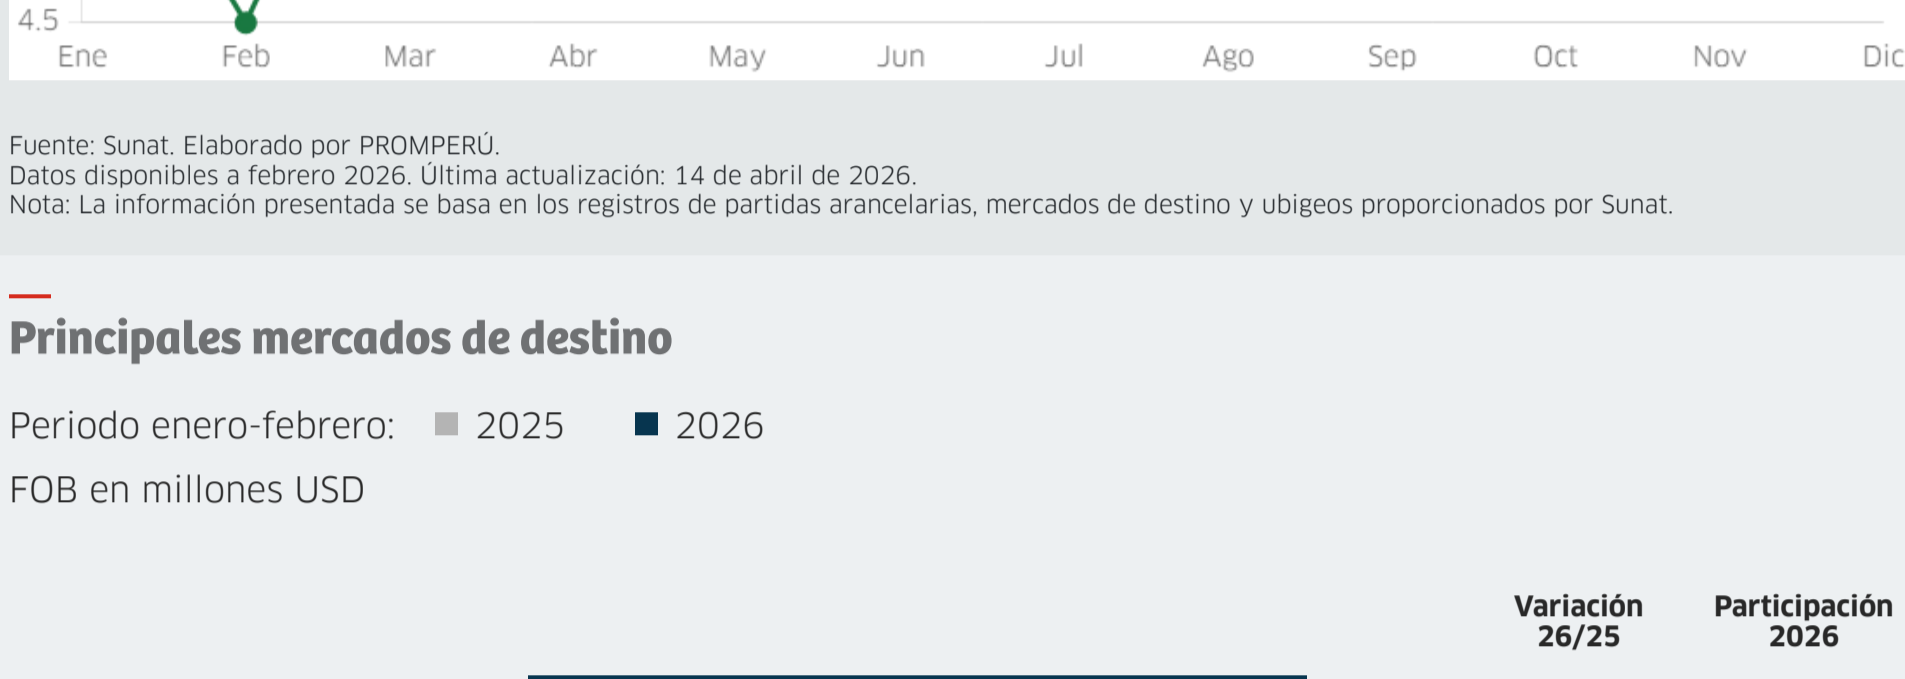 4.5
Ene Feb Mar Abr May Jun Jul Ago Sep Oct Nov Dic
Fuente: Sunat. Elaborado por PROMPERÚ.
Datos disponibles a febrero 2026. Última actualización: 14 de abril de 2026.
Nota: La información presentada se basa en los registros de partidas arancelarias, mercados de destino y ubigeos proporcionados por Sunat.
Principales mercados de destino
Periodo enero-febrero: 2025 2026
FOB en millones USD
Variación Participación
26/25 2026